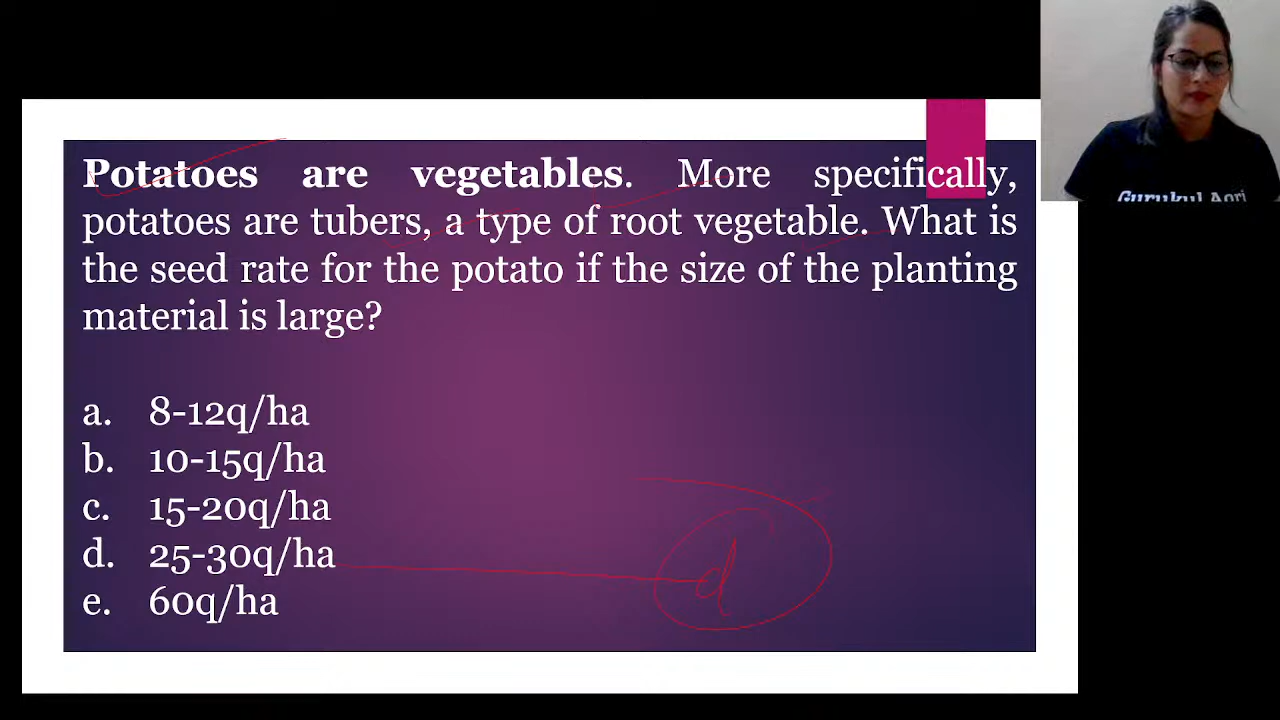 Potatoes are vegetables. More specifically,
potatoes are tubers, a type of root vegetable. What is
the seed rate for the potato if the size of the planting
material is large?
a. 8-12q/ha
b. 10-15q/ha
c. 15-20q/ha
d. 25-30q/ha
e. 60q/ha
d
Gurukul Agri